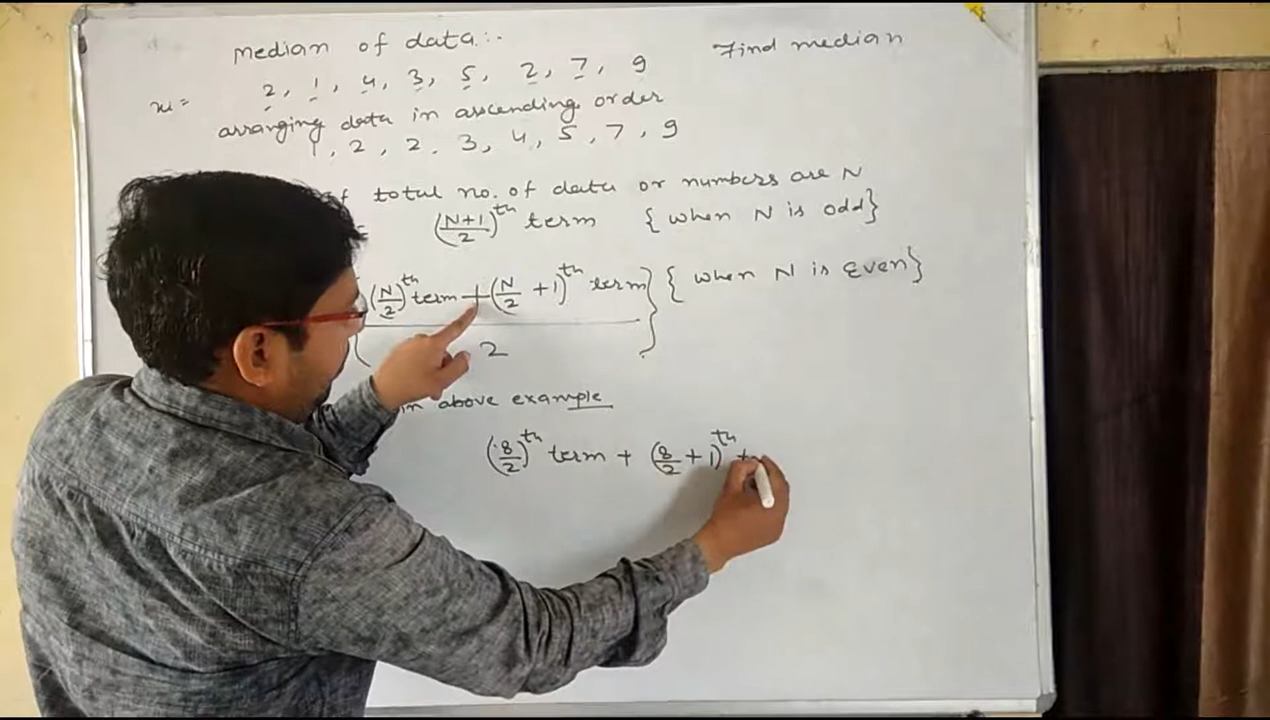 Median of data:-
Find median
x = 2, 1, 4, 3, 5, 2, 7, 9
arranging data in ascending order
1, 2, 2, 3, 4, 5, 7, 9
total no. of data or numbers are N
(N+1/2)th term { when N is odd}
{(N/2)th term + (N/2 + 1)th term / 2} { when N is Even}
in above example
(8/2)th term + (8/2 + 1)th